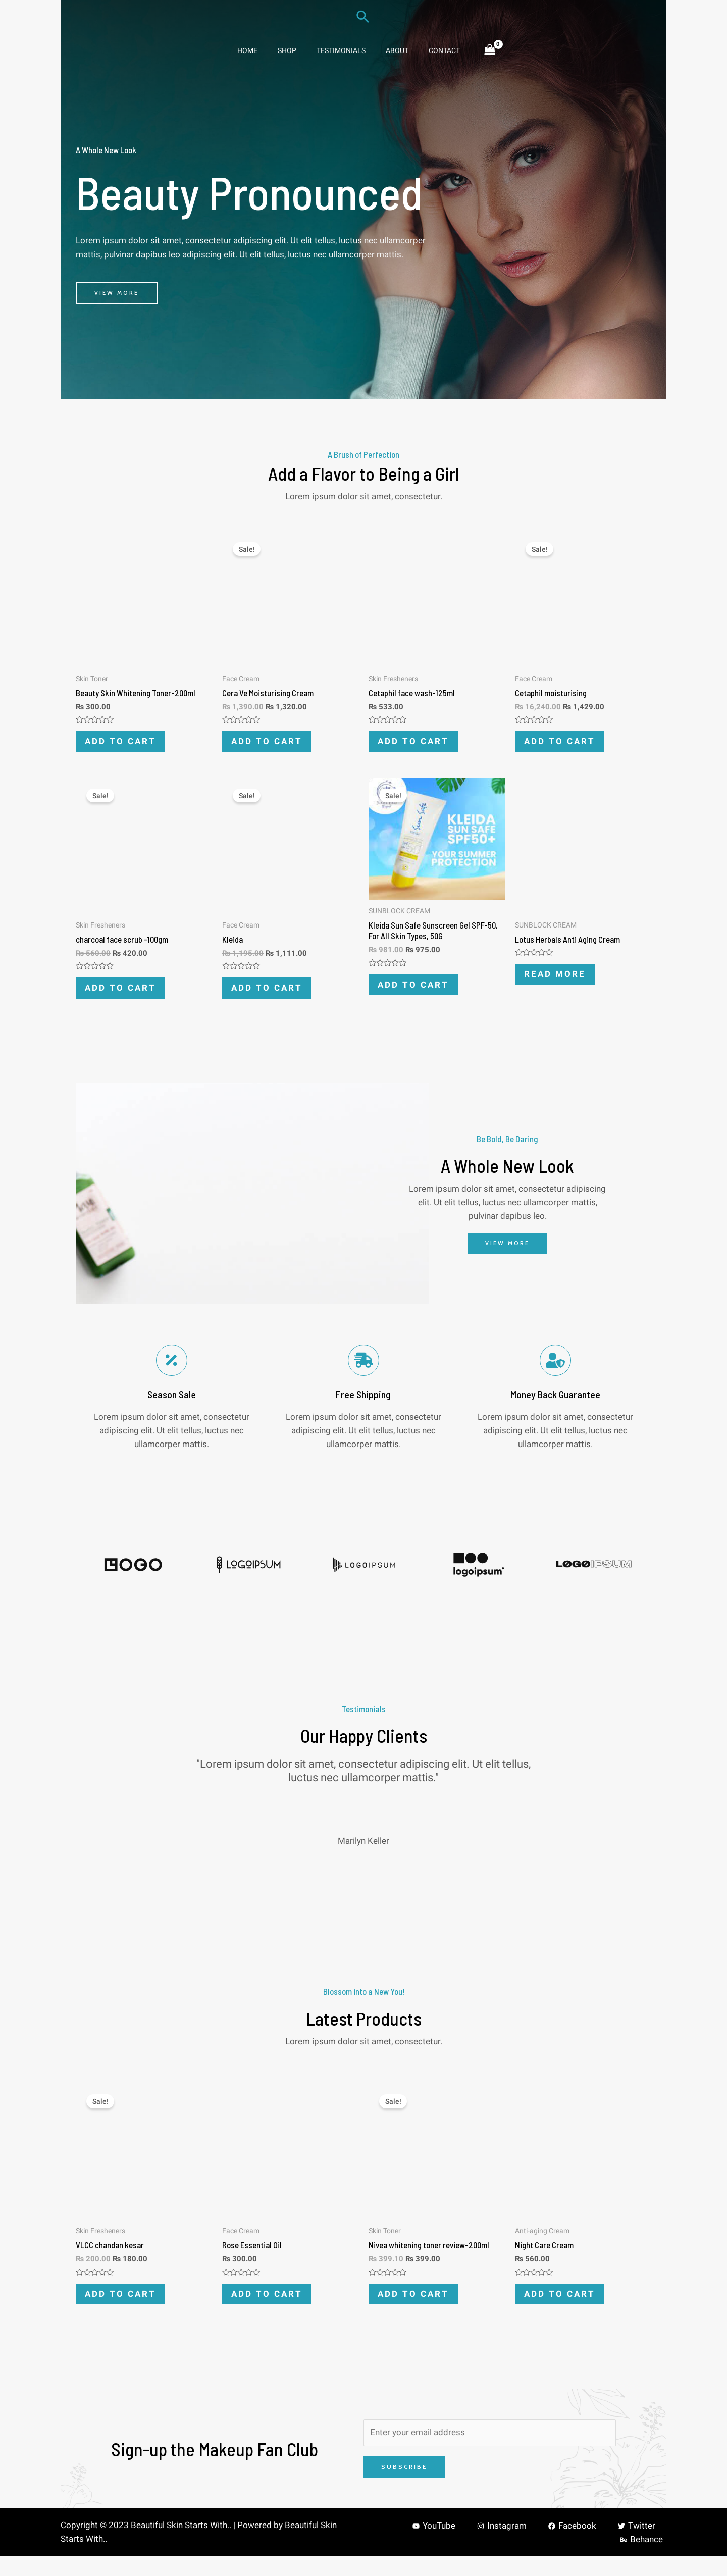 HOME SHOP TESTIMONIALS ABOUT CONTACT 0
A Whole New Look
Beauty Pronounced
Lorem ipsum dolor sit amet, consectetur adipiscing elit. Ut elit tellus, luctus nec ullamcorper
mattis, pulvinar dapibus leo adipiscing elit. Ut elit tellus, luctus nec ullamcorper mattis.
VIEW MORE
A Brush of Perfection
Add a Flavor to Being a Girl
Lorem ipsum dolor sit amet, consectetur.
Skin Toner
Beauty Skin Whitening Toner-200ml
₨ 300.00
ADD TO CART
Sale!
Face Cream
Cera Ve Moisturising Cream
₨ 1,390.00 ₨ 1,320.00
ADD TO CART
Skin Fresheners
Cetaphil face wash-125ml
₨ 533.00
ADD TO CART
Sale!
Face Cream
Cetaphil moisturising
₨ 16,240.00 ₨ 1,429.00
ADD TO CART
Sale!
Skin Fresheners
charcoal face scrub -100gm
₨ 560.00 ₨ 420.00
ADD TO CART
Sale!
Face Cream
Kleida
₨ 1,195.00 ₨ 1,111.00
ADD TO CART
Sale!
KLEIDA
SUN SAFE
SPF50+
YOUR SUMMER
PROTECTION
Sun Safe
SUNBLOCK CREAM
Kleida Sun Safe Sunscreen Gel SPF-50,
For All Skin Types, 50G
₨ 981.00 ₨ 975.00
ADD TO CART
SUNBLOCK CREAM
Lotus Herbals Anti Aging Cream
READ MORE
Be Bold, Be Daring
A Whole New Look
Lorem ipsum dolor sit amet, consectetur adipiscing
elit. Ut elit tellus, luctus nec ullamcorper mattis,
pulvinar dapibus leo.
VIEW MORE
Season Sale
Lorem ipsum dolor sit amet, consectetur
adipiscing elit. Ut elit tellus, luctus nec
ullamcorper mattis.
Free Shipping
Lorem ipsum dolor sit amet, consectetur
adipiscing elit. Ut elit tellus, luctus nec
ullamcorper mattis.
Money Back Guarantee
Lorem ipsum dolor sit amet, consectetur
adipiscing elit. Ut elit tellus, luctus nec
ullamcorper mattis.
LOGO LOGOIPSUM LOGOIPSUM logoipsum LOGOIPSUM
Testimonials
Our Happy Clients
"Lorem ipsum dolor sit amet, consectetur adipiscing elit. Ut elit tellus,
luctus nec ullamcorper mattis."
Marilyn Keller
Blossom into a New You!
Latest Products
Lorem ipsum dolor sit amet, consectetur.
Sale!
Skin Fresheners
VLCC chandan kesar
₨ 200.00 ₨ 180.00
ADD TO CART
Face Cream
Rose Essential Oil
₨ 300.00
ADD TO CART
Sale!
Skin Toner
Nivea whitening toner review-200ml
₨ 399.10 ₨ 399.00
ADD TO CART
Anti-aging Cream
Night Care Cream
₨ 560.00
ADD TO CART
Sign-up the Makeup Fan Club
Enter your email address
SUBSCRIBE
Copyright © 2023 Beautiful Skin Starts With.. | Powered by Beautiful Skin
Starts With..
YouTube Instagram Facebook Twitter
Behance